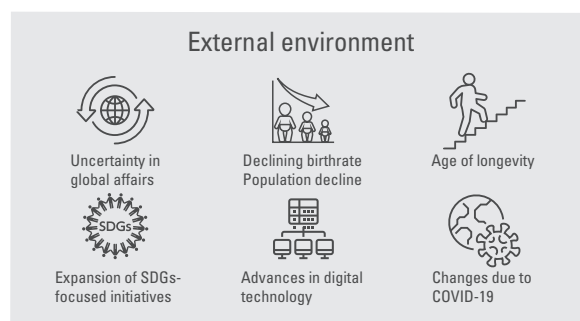 External environment
Uncertainty in
global affairs
Declining birthrate
Population decline
Age of longevity
SDGs
Expansion of SDGs-
focused initiatives
Advances in digital
technology
Changes due to
COVID-19